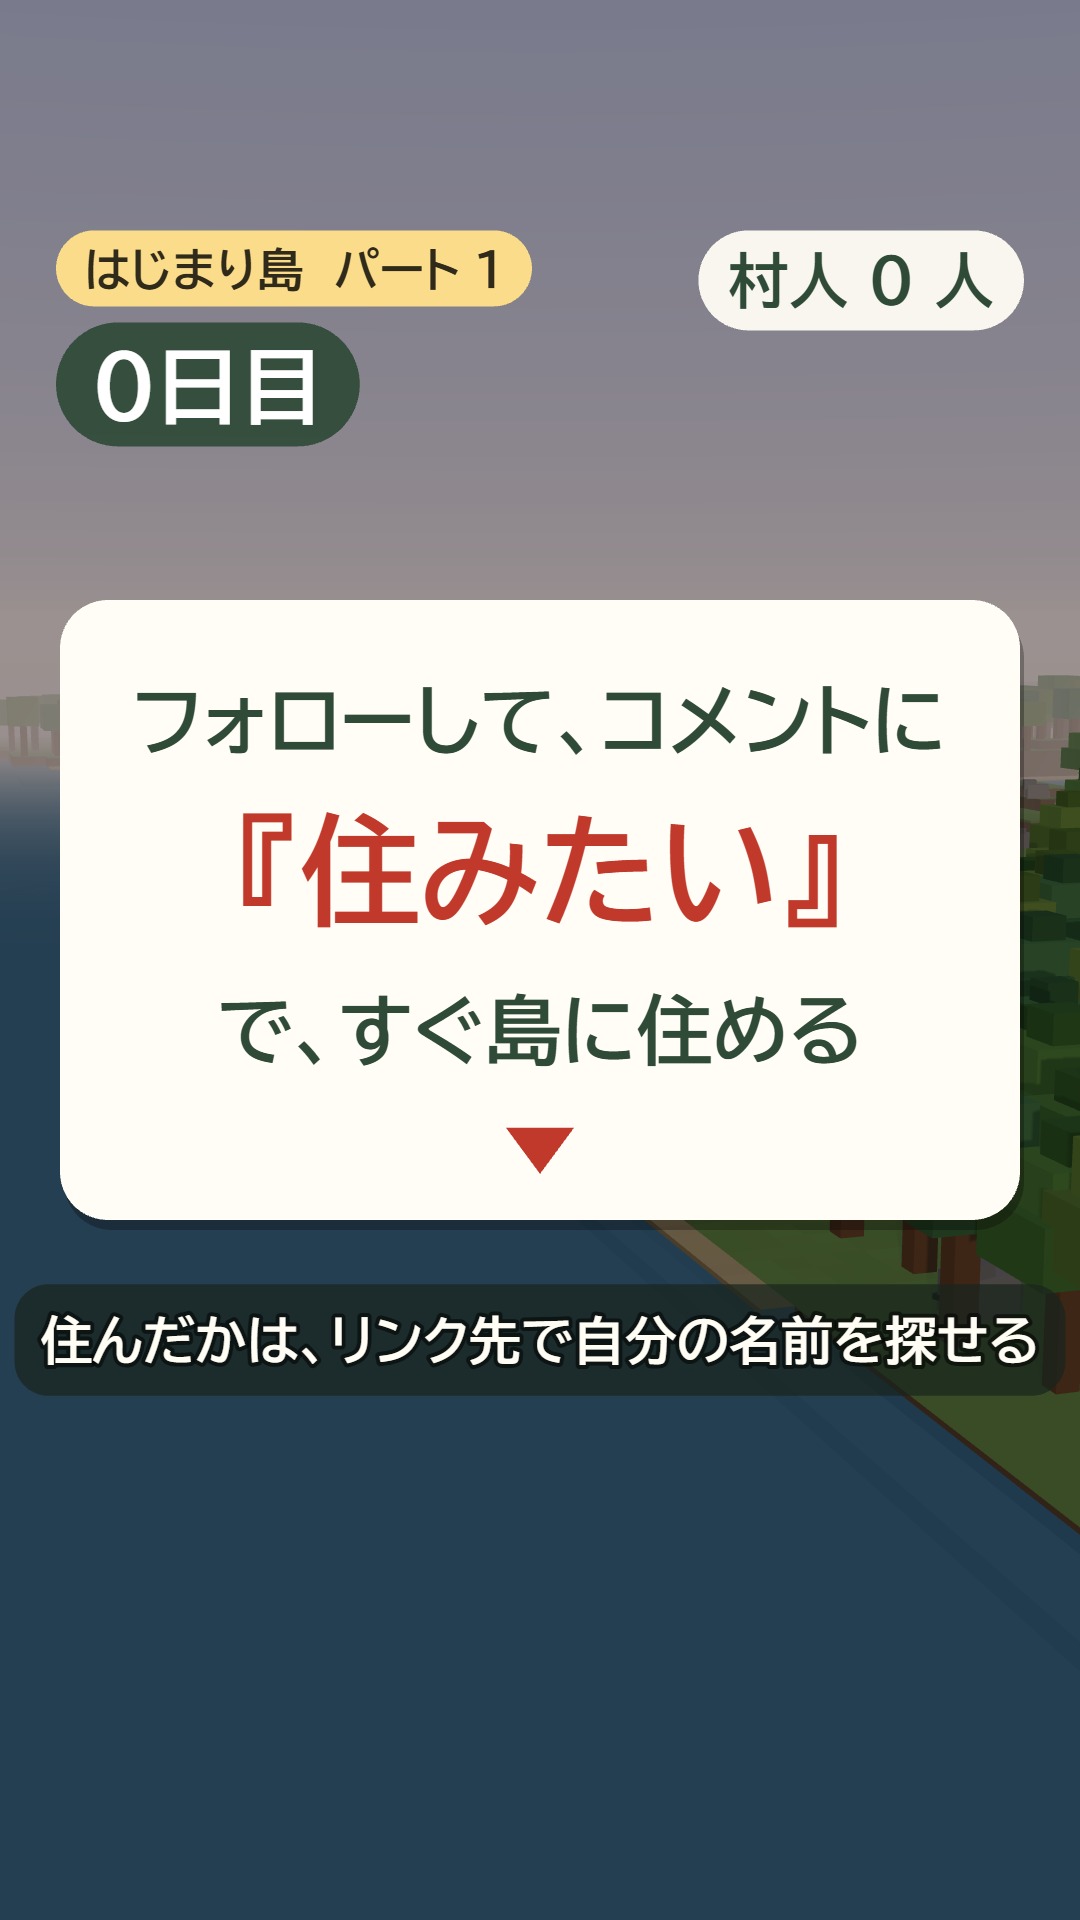 はじまり島 パート 1
村人 0 人
0日目
フォローして、コメントに
『住みたい』
で、すぐ島に住める
住んだかは、リンク先で自分の名前を探せる